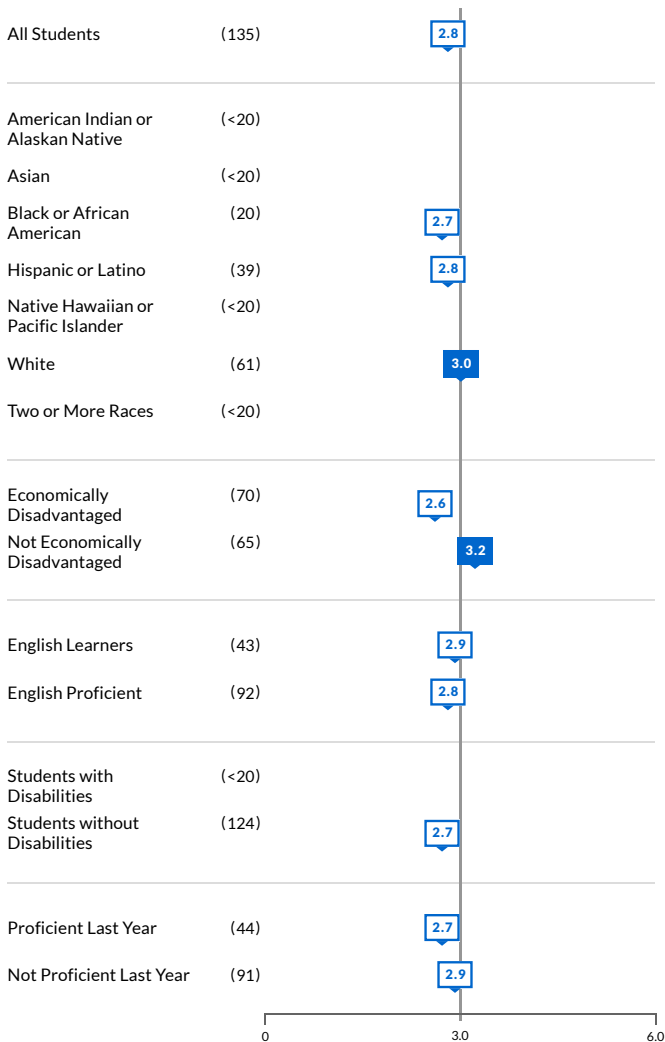 All Students (135) 2.8
American Indian or (<20)
Alaskan Native
Asian (<20)
Black or African (20) 2.7
American
Hispanic or Latino (39) 2.8
Native Hawaiian or (<20)
Pacific Islander
White (61) 3.0
Two or More Races (<20)
Economically (70) 2.6
Disadvantaged
Not Economically (65) 3.2
Disadvantaged
English Learners (43) 2.9
English Proficient (92) 2.8
Students with (<20)
Disabilities
Students without (124) 2.7
Disabilities
Proficient Last Year (44) 2.7
Not Proficient Last Year (91) 2.9
0 3.0 6.0